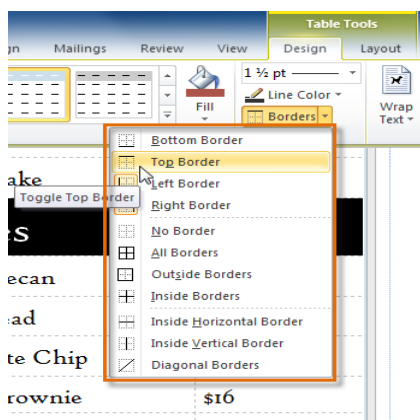 Table Tools
gn Mailings Review View Design Layout
1 ½ pt
Line Color
Fill
Borders
Wrap
Text
Bottom Border
Top Border
ake
Left Border
Toggle Top Border
Right Border
s
No Border
All Borders
ecan
Outside Borders
Inside Borders
ad
Inside Horizontal Border
Inside Vertical Border
te Chip
Diagonal Borders
rownie $16